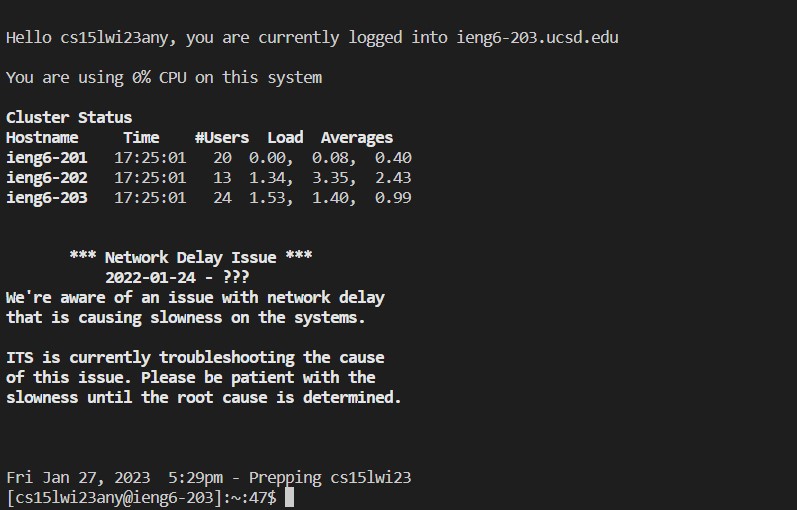 Hello cs15lwi23any, you are currently logged into ieng6-203.ucsd.edu
You are using 0% CPU on this system
Cluster Status
Hostname     Time    #Users  Load  Averages
ieng6-201   17:25:01   20  0.00,  0.08,  0.40
ieng6-202   17:25:01   13  1.34,  3.35,  2.43
ieng6-203   17:25:01   24  1.53,  1.40,  0.99
*** Network Delay Issue ***
2022-01-24 - ???
We're aware of an issue with network delay
that is causing slowness on the systems.
ITS is currently troubleshooting the cause
of this issue. Please be patient with the
slowness until the root cause is determined.
Fri Jan 27, 2023  5:29pm - Prepping cs15lwi23
[cs15lwi23any@ieng6-203]:~:47$